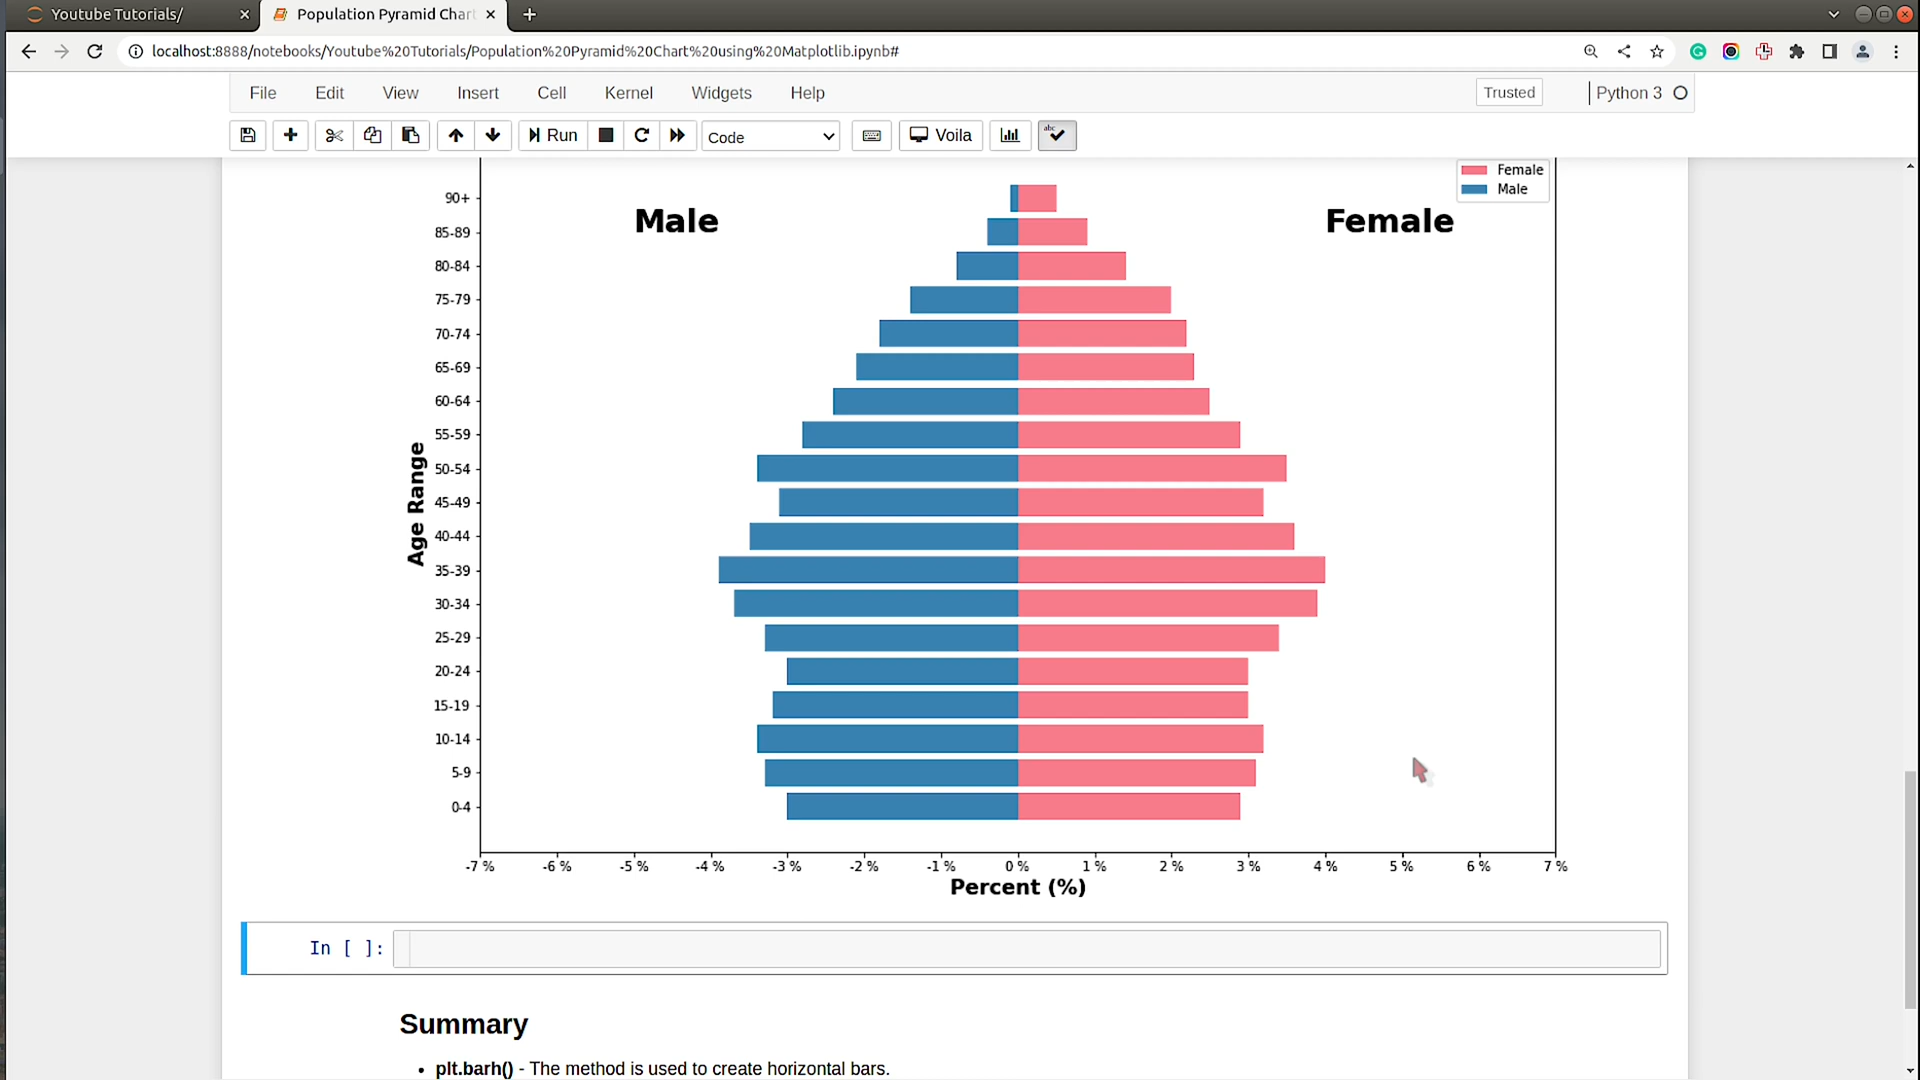 Youtube Tutorials/
Population Pyramid Char
localhost:8888/notebooks/Youtube%20Tutorials/Population%20Pyramid%20Chart%20using%20Matplotlib.ipynb#
File Edit View Insert Cell Kernel Widgets Help Trusted Python 3
Run Code Voila abc
Female
Male
Male
Female
90+
85-89
80-84
75-79
70-74
65-69
60-64
55-59
50-54
45-49
40-44
35-39
30-34
25-29
20-24
15-19
10-14
5-9
0-4
Age Range
-7 % -6 % -5 % -4 % -3 % -2 % -1 % 0 % 1 % 2 % 3 % 4 % 5 % 6 % 7 %
Percent (%)
In [ ]:
Summary
• plt.barh() - The method is used to create horizontal bars.